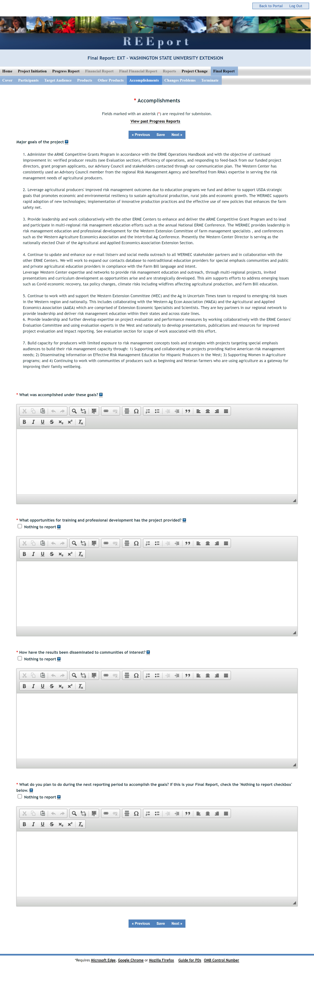 Back to Portal Log Out
REEport
Final Report: EXT - WASHINGTON STATE UNIVERSITY EXTENSION
Home Project Initiation Progress Report Financial Report Final Financial Report Reports Project Change Final Report
Cover Participants Target Audience Products Other Products Accomplishments Changes Problems Terminate
* Accomplishments
Fields marked with an asterisk (*) are required for submission.
View past Progress Reports
« Previous Save Next »
Major goals of the project ?
1. Administer the ARME Competitive Grants Program in accordance with the ERME Operations Handbook and with the objective of continued
improvement in: verified producer results (see Evaluation section), efficiency of operations, and responding to feed-back from our funded project
directors, grant program applicants, our Advisory Council and stakeholders contacted through our communication plan. The Western Center has
consistently used an Advisory Council member from the regional Risk Management Agency and benefited from RMA's expertise in serving the risk
management needs of agricultural producers.
2. Leverage agricultural producers' improved risk management outcomes due to education programs we fund and deliver to support USDA strategic
goals that promotes economic and environmental resiliency to sustain agricultural production, rural jobs and economic growth. The WERMEC supports
rapid adoption of new technologies; implementation of innovative production practices and the effective use of new policies that enhances the farm
safety net.
3. Provide leadership and work collaboratively with the other ERME Centers to enhance and deliver the ARME Competitive Grant Program and to lead
and participate in multi-regional risk management education efforts such as the annual National ERME Conference. The WERMEC provides leadership in
risk management education and professional development for the Western Extension Committee of farm management specialists , and conferences
such as the Western Agriculture Economics Association and the Intertribal Ag Conference. Presently the Western Center Director is serving as the
nationally elected Chair of the Agricultural and Applied Economics Association Extension Section.
4. Continue to update and enhance our e-mail listserv and social media outreach to all WERMEC stakeholder partners and in collaboration with the
other ERME Centers. We will work to expand our contacts database to nontraditional education providers for special emphasis communities and public
and private agricultural education providers in compliance with the Farm Bill language and intent.
Leverage Western Center expertise and networks to provide risk management education and outreach, through multi-regional projects, invited
presentations and curriculum development as opportunities arise and are strategically developed. This aim supports efforts to address emerging issues
such as Covid economic recovery, tax policy changes, climate risks including wildfires affecting agricultural production, and Farm Bill education.
5. Continue to work with and support the Western Extension Committee (WEC) and the Ag in Uncertain Times team to respond to emerging risk issues
in the Western region and nationally. This includes collaborating with the Western Ag Econ Association (WAEA) and the Agricultural and Applied
Economics Association (AAEA) which are comprised of Extension Economic Specialists and Scientists. They are key partners in our regional network to
provide leadership and deliver risk management education within their states and across state lines.
6. Provide leadership and further develop expertise on project evaluation and performance measures by working collaboratively with the ERME Centers'
Evaluation Committee and using evaluation experts in the West and nationally to develop presentations, publications and resources for improved
project evaluation and impact reporting. See evaluation section for scope of work associated with this effort.
7. Build capacity for producers with limited exposure to risk management concepts tools and strategies with projects targeting special emphasis
audiences to build their risk management capacity through: 1) Supporting and collaborating on projects providing Native American risk management
needs; 2) Disseminating information on Effective Risk Management Education for Hispanic Producers in the West; 3) Supporting Women in Agriculture
programs; and 4) Continuing to work with communities of producers such as beginning and Veteran farmers who are using agriculture as a gateway for
improving their family wellbeing.
* What was accomplished under these goals? ?
* What opportunities for training and professional development has the project provided? ?
Nothing to report ?
* How have the results been disseminated to communities of interest? ?
Nothing to report ?
* What do you plan to do during the next reporting period to accomplish the goals? If this is your Final Report, check the 'Nothing to report checkbox'
below. ?
Nothing to report ?
« Previous Save Next »
*Requires Microsoft Edge, Google Chrome or Mozilla Firefox Guide for PDs OMB Control Number